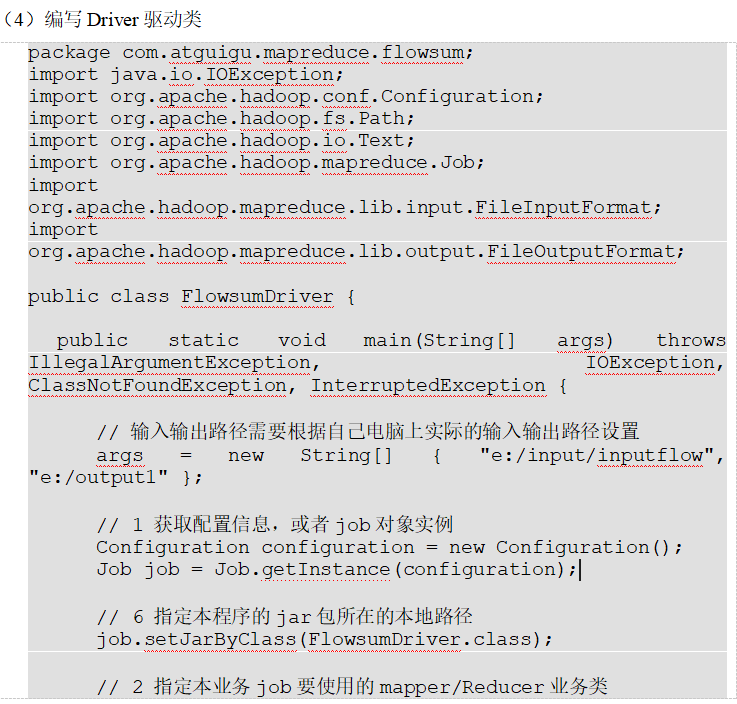 （4）编写 Driver 驱动类
package com.atguigu.mapreduce.flowsum;
import java.io.IOException;
import org.apache.hadoop.conf.Configuration;
import org.apache.hadoop.fs.Path;
import org.apache.hadoop.io.Text;
import org.apache.hadoop.mapreduce.Job;
import
org.apache.hadoop.mapreduce.lib.input.FileInputFormat;
import
org.apache.hadoop.mapreduce.lib.output.FileOutputFormat;
public class FlowsumDriver {
public static void main(String[] args) throws
IllegalArgumentException, IOException,
ClassNotFoundException, InterruptedException {
// 输入输出路径需要根据自己电脑上实际的输入输出路径设置
args = new String[] { "e:/input/inputflow",
"e:/output1" };
// 1 获取配置信息，或者 job 对象实例
Configuration configuration = new Configuration();
Job job = Job.getInstance(configuration);
// 6 指定本程序的 jar 包所在的本地路径
job.setJarByClass(FlowsumDriver.class);
// 2 指定本业务 job 要使用的 mapper/Reducer 业务类